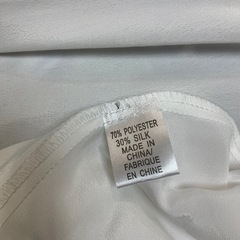 70% POLYESTER
30% SILK
MADE IN
CHINA/
FABRIQUE
EN CHINE